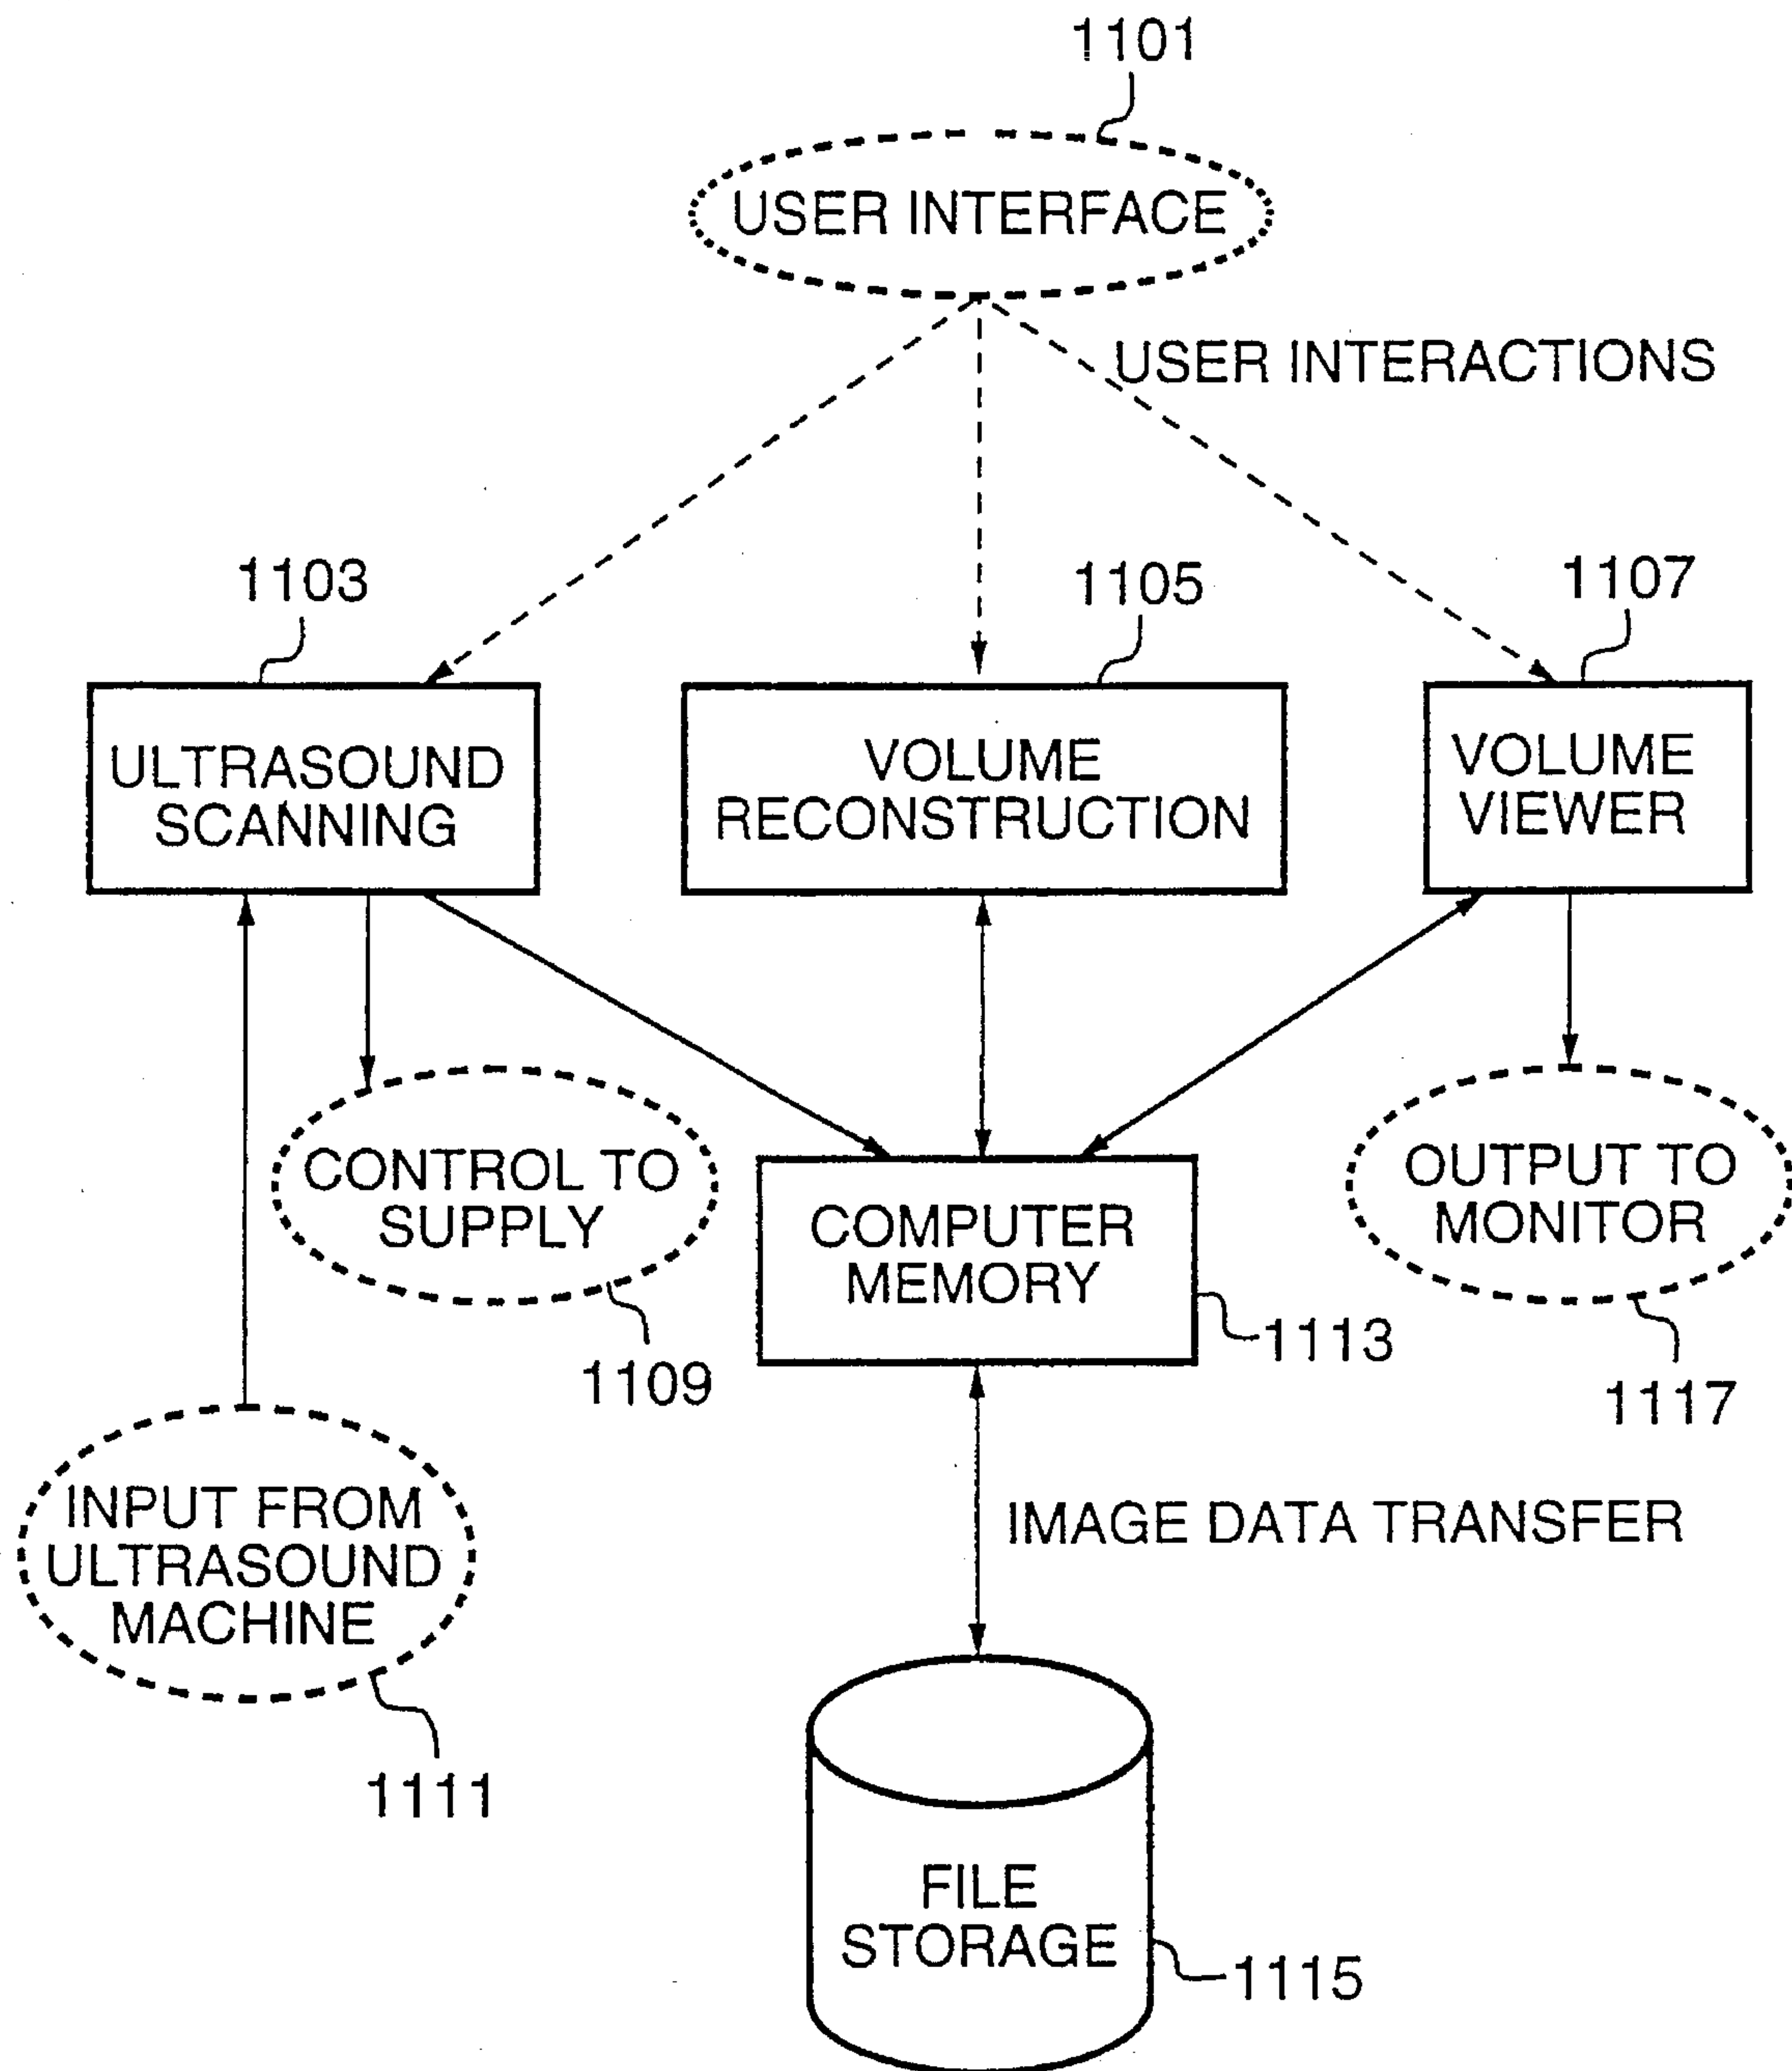 1101
USER INTERFACE
USER INTERACTIONS
1103
1105
1107
ULTRASOUND
SCANNING
VOLUME
RECONSTRUCTION
VOLUME
VIEWER
CONTROL TO
SUPPLY
1109
COMPUTER
MEMORY
1113
OUTPUT TO
MONITOR
1117
INPUT FROM
ULTRASOUND
MACHINE
1111
IMAGE DATA TRANSFER
FILE
STORAGE
1115